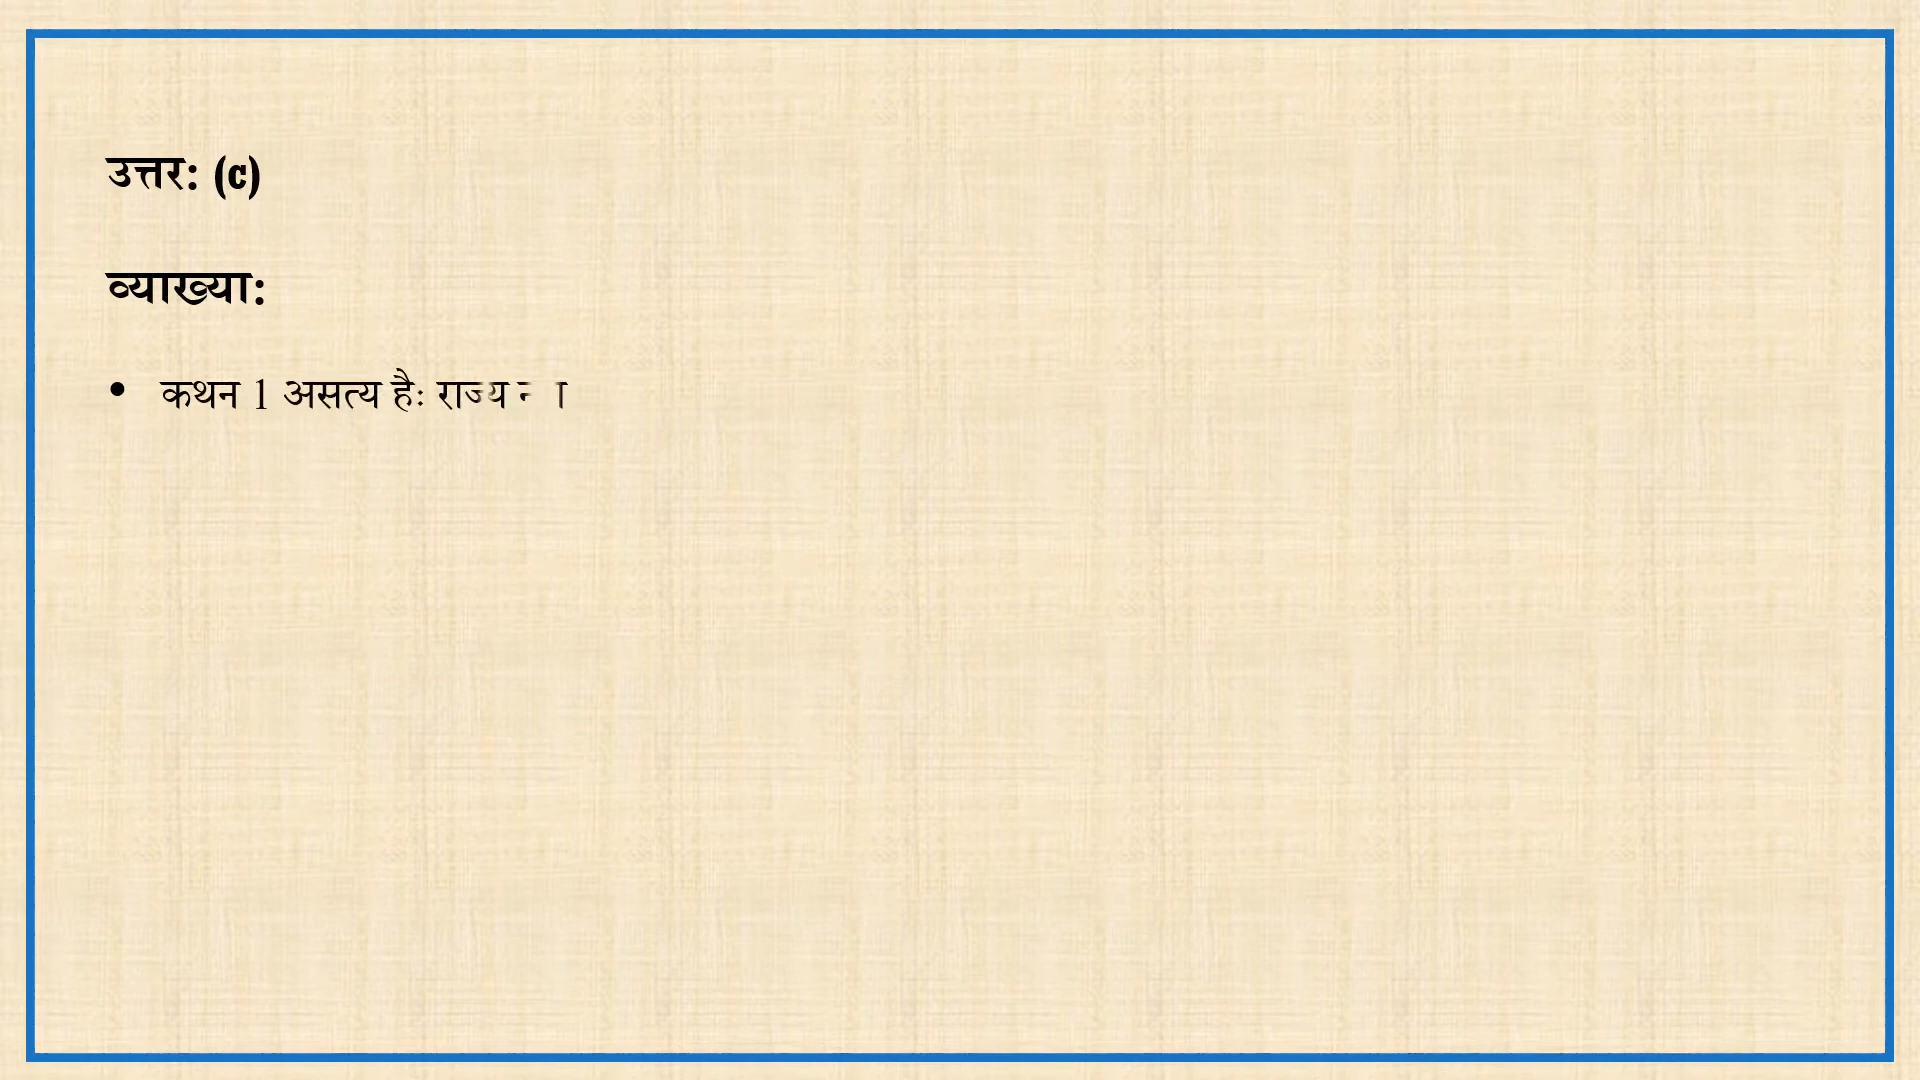 उत्तर: (c)
व्याख्या:
• कथन 1 असत्य है: राज्य